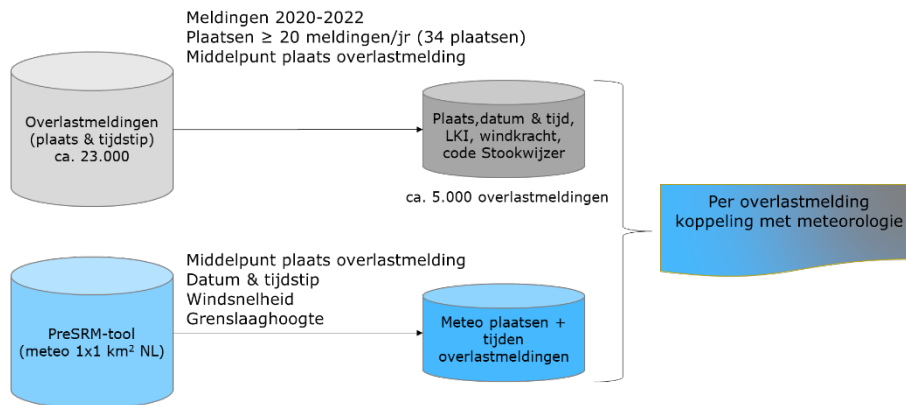 Meldingen 2020-2022
Plaatsen ≥ 20 meldingen/jr (34 plaatsen)
Middelpunt plaats overlastmelding
Overlastmeldingen
(plaats & tijdstip)
ca. 23.000
Plaats,datum & tijd,
LKI, windkracht,
code Stookwijzer
ca. 5.000 overlastmeldingen
Per overlastmelding
koppeling met meteorologie
Middelpunt plaats overlastmelding
Datum & tijdstip
Windsnelheid
Grenslaaghoogte
PreSRM-tool
(meteo 1x1 km² NL)
Meteo plaatsen +
tijden
overlastmeldingen